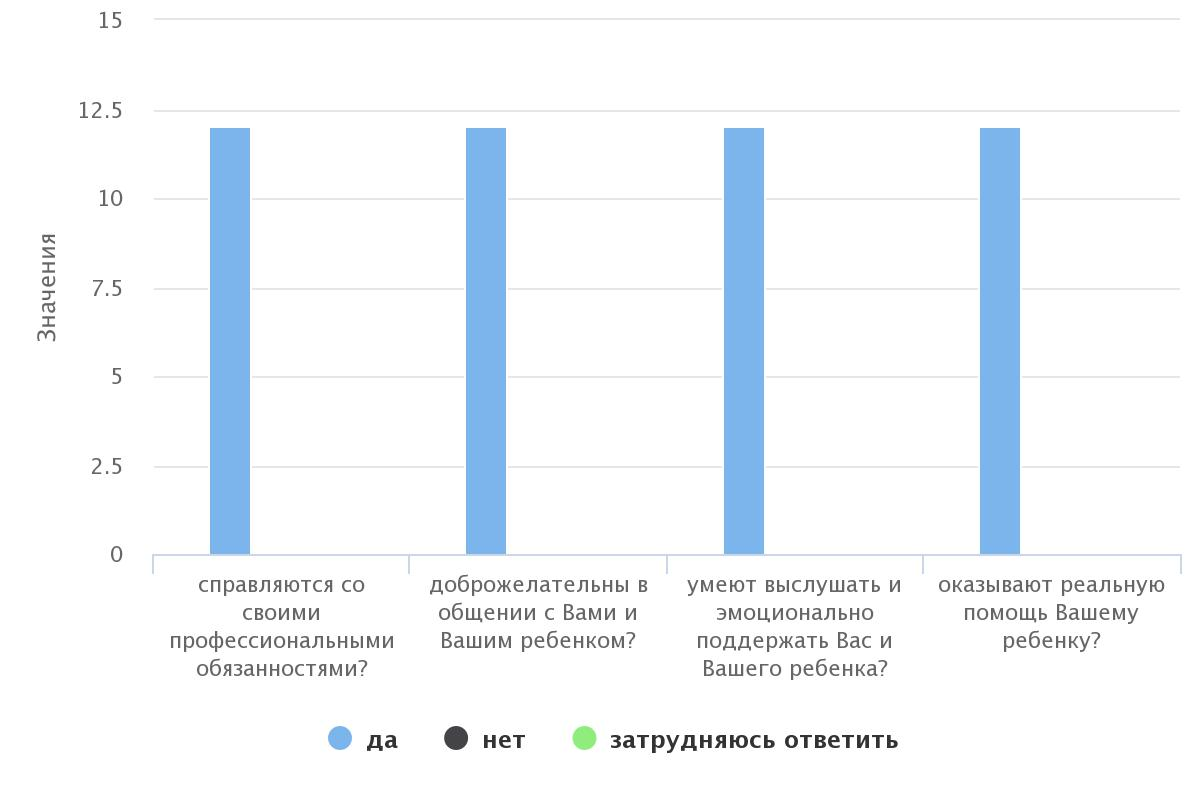 15
12.5
10
7.5
5
2.5
0
Значения
справляются со
своими
профессиональными
обязанностями?
доброжелательны в
общении с Вами и
Вашим ребенком?
умеют выслушать и
эмоционально
поддержать Вас и
Вашего ребенка?
оказывают реальную
помощь Вашему
ребенку?
да нет затрудняюсь ответить